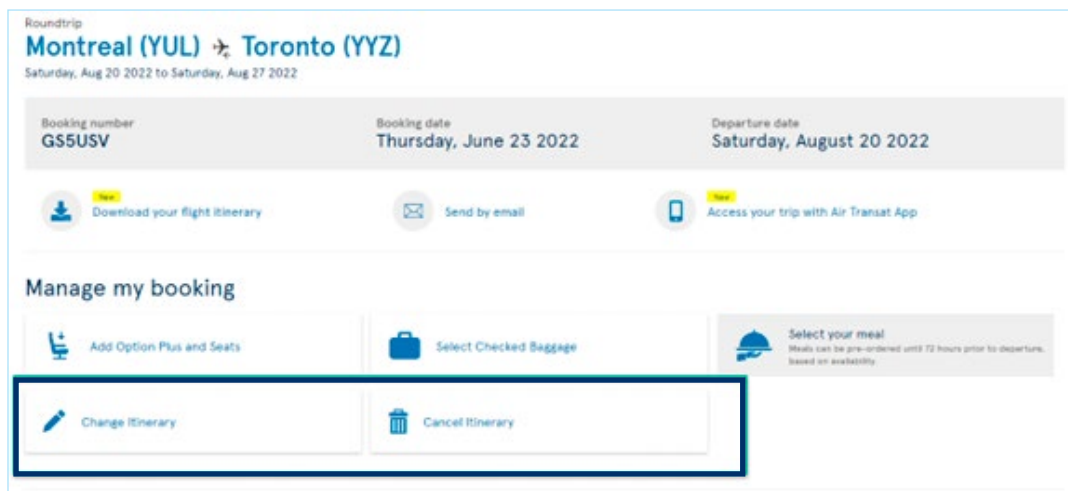 Roundtrip
Montreal (YUL) Toronto (YYZ)
Saturday, Aug 20 2022 to Saturday, Aug 27 2022
Booking number Booking date Departure date
GS5USV Thursday, June 23 2022 Saturday, August 20 2022
New New
Download your flight itinerary Send by email Access your trip with Air Transat App
Manage my booking
Add Option Plus and Seats Select Checked Baggage Select your meal
Meals can be pre-ordered until 72 hours prior to departure,
based on availability.
Change Itinerary Cancel Itinerary